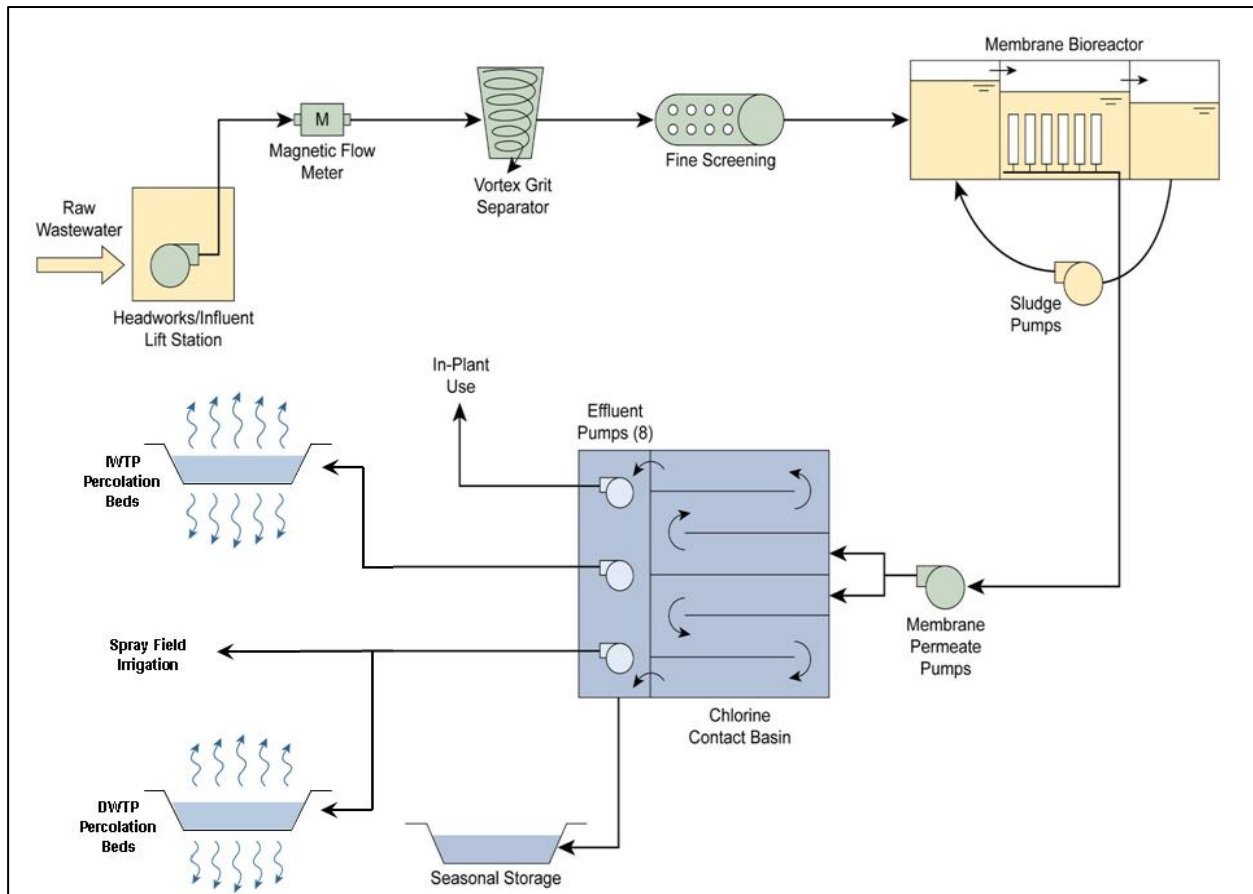 Membrane Bioreactor
M
Magnetic Flow
Meter
Vortex Grit
Separator
Fine Screening
Raw
Wastewater
Headworks/Influent
Lift Station
Sludge
Pumps
In-Plant
Use
Effluent
Pumps (8)
IWTP
Percolation
Beds
Spray Field
Irrigation
Membrane
Permeate
Pumps
Chlorine
Contact Basin
DWTP
Percolation
Beds
Seasonal Storage